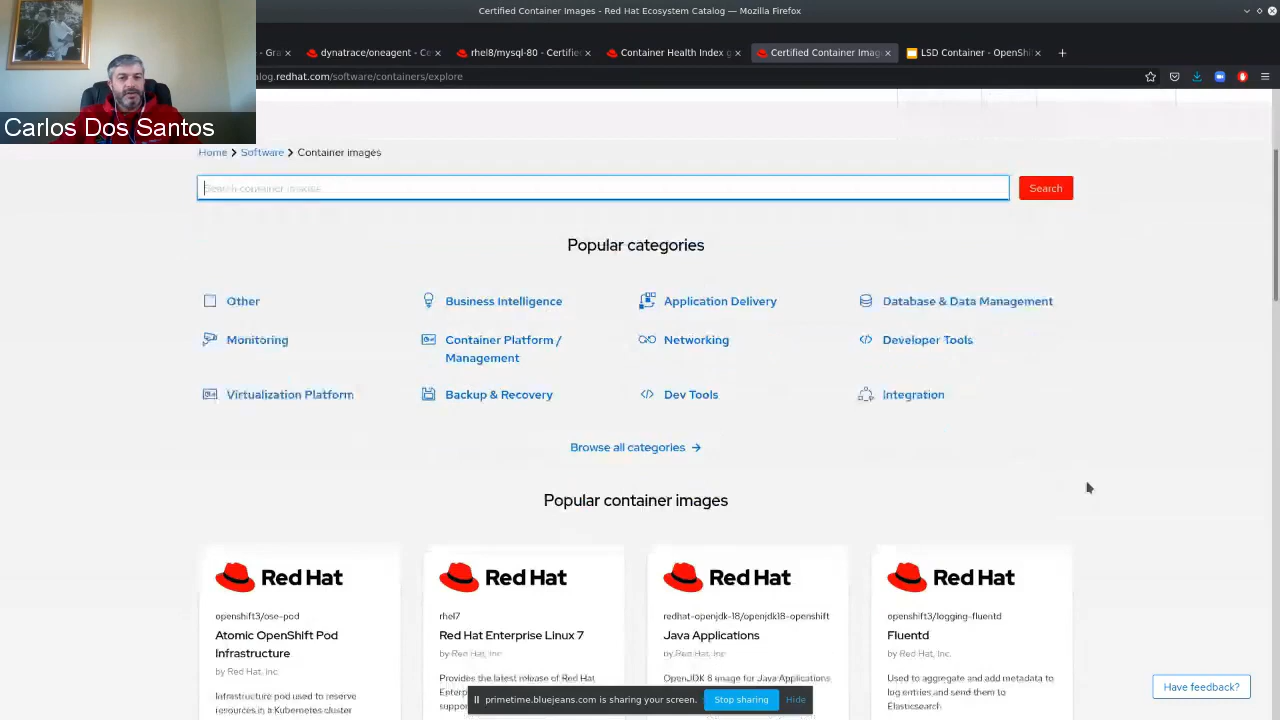 Certified Container Images - Red Hat Ecosystem Catalog — Mozilla Firefox
- Gra
dynatrace/oneagent - Ce
rhel8/mysql-80 - Certifie
Container Health Index g
Certified Container Imag
LSD Container - OpenShi
alog.redhat.com/software/containers/explore
Carlos Dos Santos
Home > Software > Container images
Search container images
Search
Popular categories
Other
Business Intelligence
Application Delivery
Database & Data Management
Monitoring
Container Platform /
Management
Networking
Developer Tools
Virtualization Platform
Backup & Recovery
Dev Tools
Integration
Browse all categories →
Popular container images
Red Hat
openshift3/ose-pod
Atomic OpenShift Pod
Infrastructure
by Red Hat, Inc.
Infrastructure pod used to reserve
resources in a Kubernetes cluster
Red Hat
rhel7
Red Hat Enterprise Linux 7
by Red Hat, Inc.
Provides the latest release of Red Hat
Enterp
suppor
Red Hat
redhat-openjdk-18/openjdk18-openshift
Java Applications
by Red Hat, Inc.
OpenJDK 8 image for Java Applications
Red Hat
openshift3/logging-fluentd
Fluentd
by Red Hat, Inc.
Used to aggregate and add metadata to
log entries and send them to
Elasticsearch
primetime.bluejeans.com is sharing your screen.
Stop sharing
Hide
Have feedback?